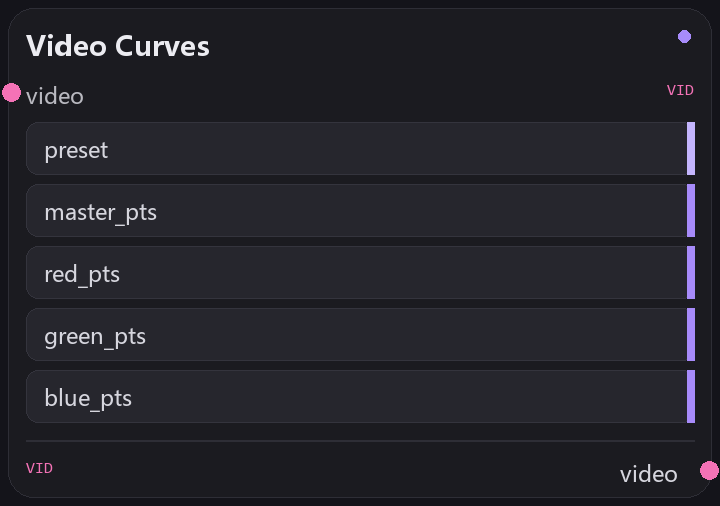 Video Curves
video VID
preset
master_pts
red_pts
green_pts
blue_pts
VID video